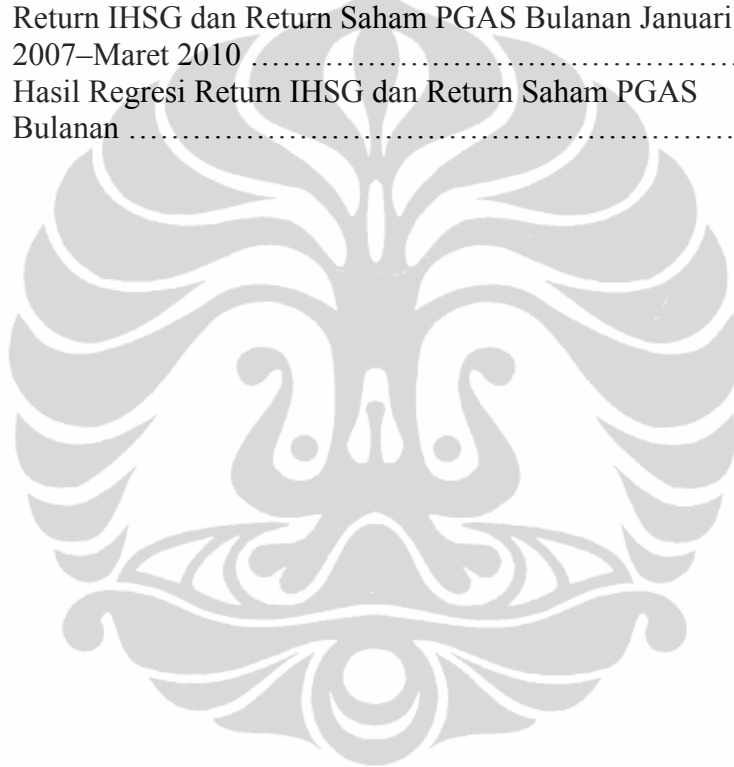 Return IHSG dan Return Saham PGAS Bulanan Januari
2007–Maret 2010 ……………………………………………
Hasil Regresi Return IHSG dan Return Saham PGAS
Bulanan …………………………………………………………